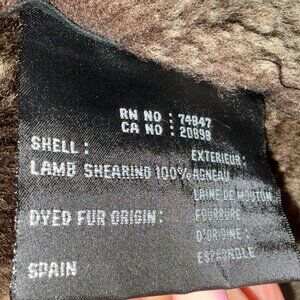 RN NO : 74847
CA NO : 20898
SHELL :
EXTERIEUR :
LAMB SHEARING 100% AGNEAU
LAINE DE MOUTON
DYED FUR ORIGIN :
FOURRURE
D'ORIGINE :
SPAIN
ESPAGNOLE